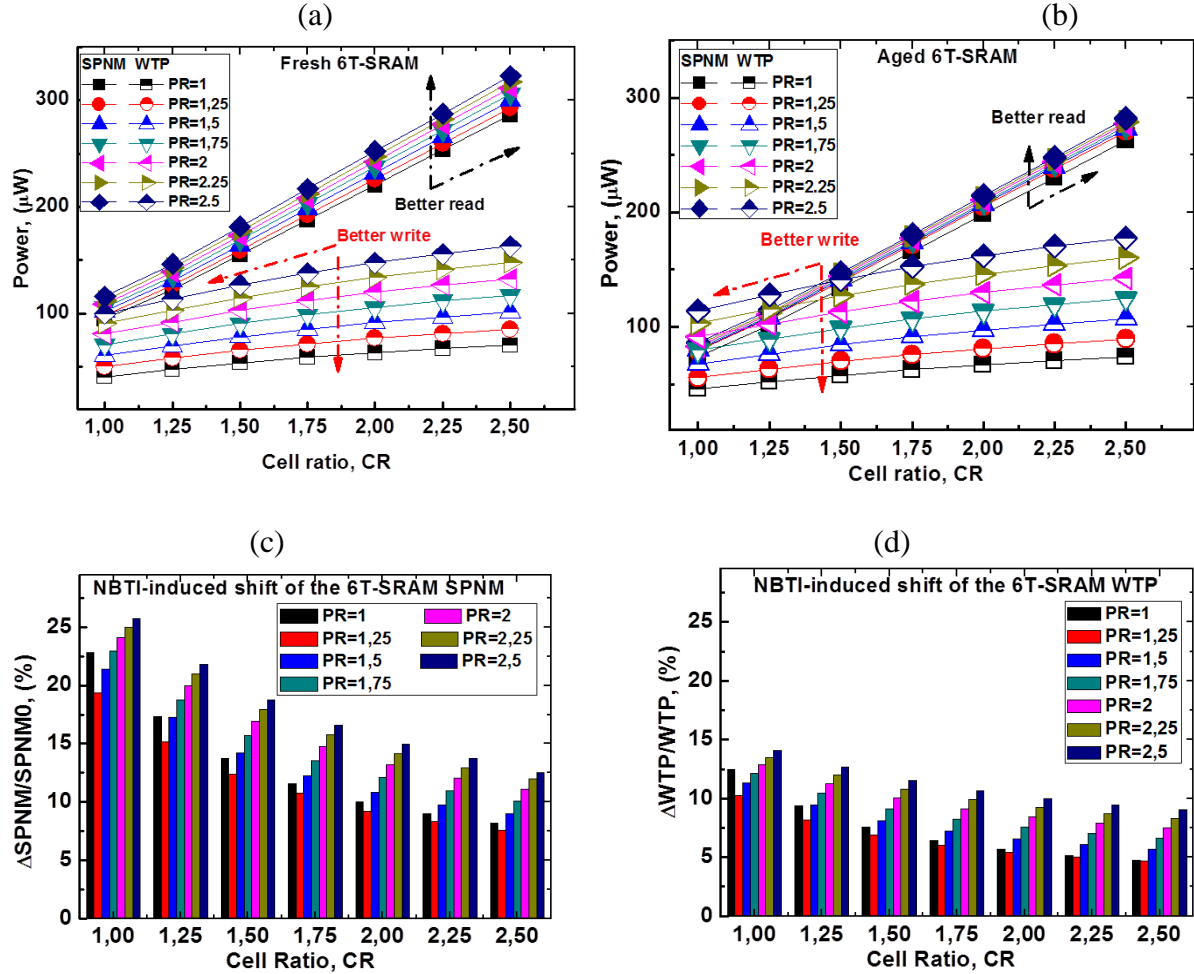 (a)
Fresh 6T-SRAM
SPNM WTP
PR=1
PR=1,25
PR=1,5
PR=1,75
PR=2
PR=2.25
PR=2.5
Better read
Better write
Power, (µW)
300
200
100
1,00 1,25 1,50 1,75 2,00 2,25 2,50
Cell ratio, CR
(b)
Aged 6T-SRAM
SPNM WTP
PR=1
PR=1,25
PR=1,5
PR=1,75
PR=2
PR=2.25
PR=2.5
Better read
Better write
Power, (µW)
300
200
100
1,00 1,25 1,50 1,75 2,00 2,25 2,50
Cell ratio, CR
(c)
NBTI-induced shift of the 6T-SRAM SPNM
PR=1 PR=2
PR=1,25 PR=2,25
PR=1,5 PR=2,5
PR=1,75
ΔSPNM/SPNM0, (%)
25
20
15
10
5
0
1,00 1,25 1,50 1,75 2,00 2,25 2,50
Cell Ratio, CR
(d)
NBTI-induced shift of the 6T-SRAM WTP
PR=1
PR=1,25
PR=1,5
PR=1,75
PR=2
PR=2,25
PR=2,5
ΔWTP/WTP, (%)
25
20
15
10
5
0
1,00 1,25 1,50 1,75 2,00 2,25 2,50
Cell Ratio, CR